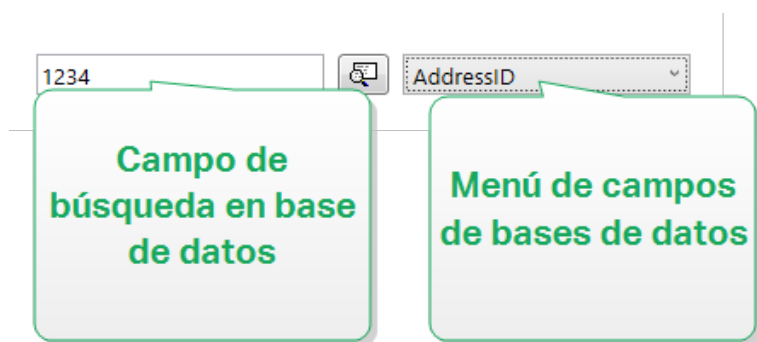 1234
AddressID
Campo de
búsqueda en base
de datos
Menú de campos
de bases de datos